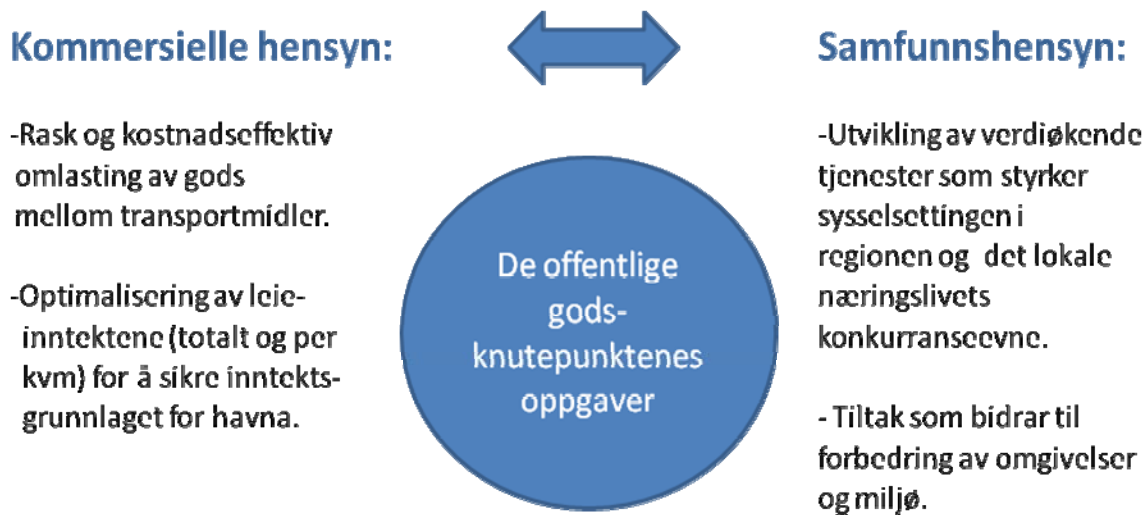 Kommersielle hensyn:
-Rask og kostnadseffektiv
omlasting av gods
mellom transportmidler.
-Optimalisering av leie-
inntektene (totalt og per
kvm) for å sikre inntekts-
grunnlaget for havna.
De offentlige
gods-
knutepunktenes
oppgaver
Samfunnshensyn:
-Utvikling av verdiøkende
tjenester som styrker
sysselsettingen i
regionen og det lokale
næringslivets
konkurranseevne.
- Tiltak som bidrar til
forbedring av omgivelser
og miljø.